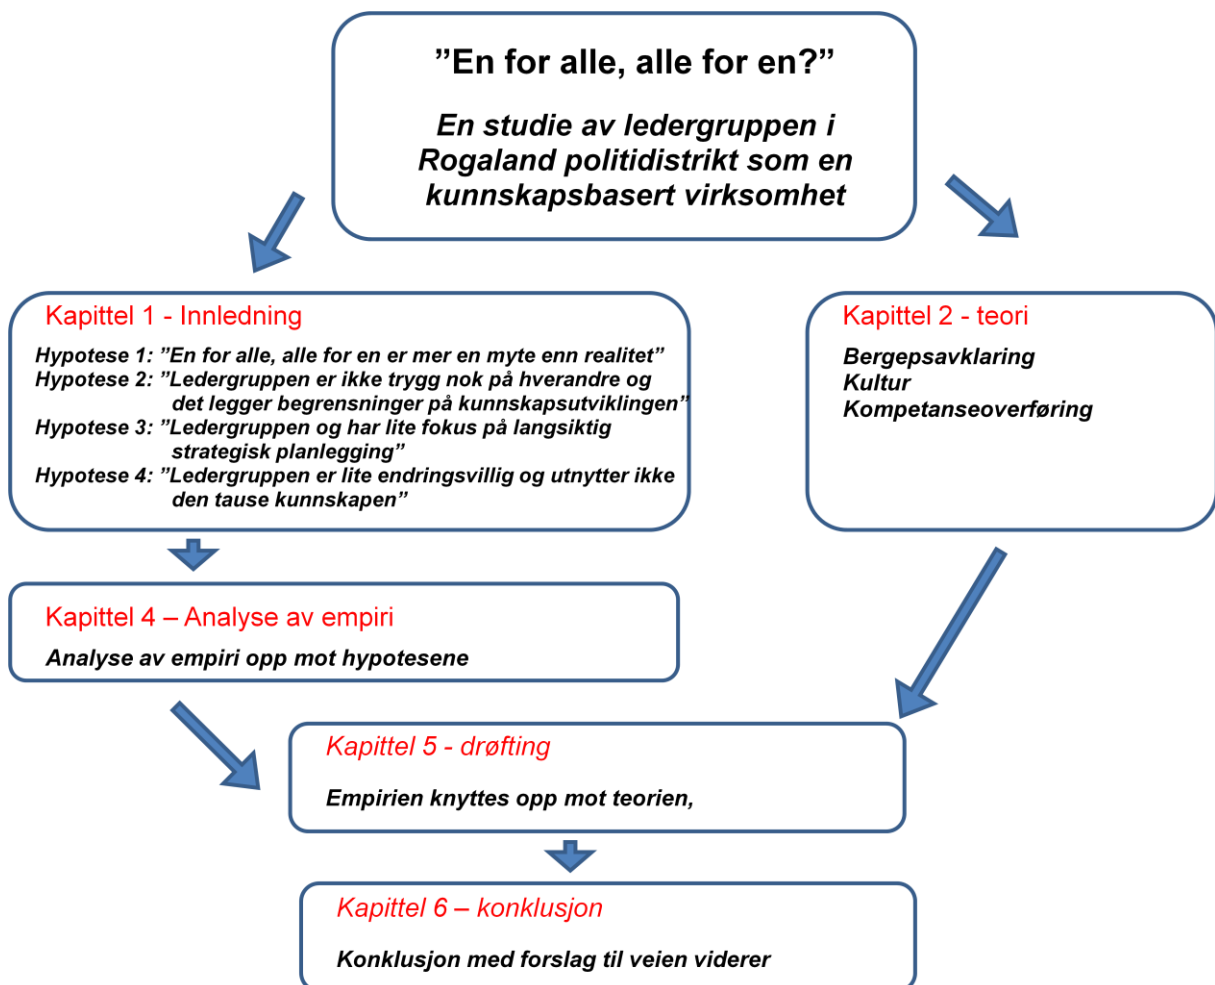 ”En for alle, alle for en?”
En studie av ledergruppen i
Rogaland politidistrikt som en
kunnskapsbasert virksomhet
Kapittel 1 - Innledning
Hypotese 1: ”En for alle, alle for en er mer en myte enn realitet”
Hypotese 2: ”Ledergruppen er ikke trygg nok på hverandre og
det legger begrensninger på kunnskapsutviklingen”
Hypotese 3: ”Ledergruppen og har lite fokus på langsiktig
strategisk planlegging”
Hypotese 4: ”Ledergruppen er lite endringsvillig og utnytter ikke
den tause kunnskapen”
Kapittel 2 - teori
Bergepsavklaring
Kultur
Kompetanseoverføring
Kapittel 4 – Analyse av empiri
Analyse av empiri opp mot hypotesene
Kapittel 5 - drøfting
Empirien knyttes opp mot teorien,
Kapittel 6 – konklusjon
Konklusjon med forslag til veien viderer